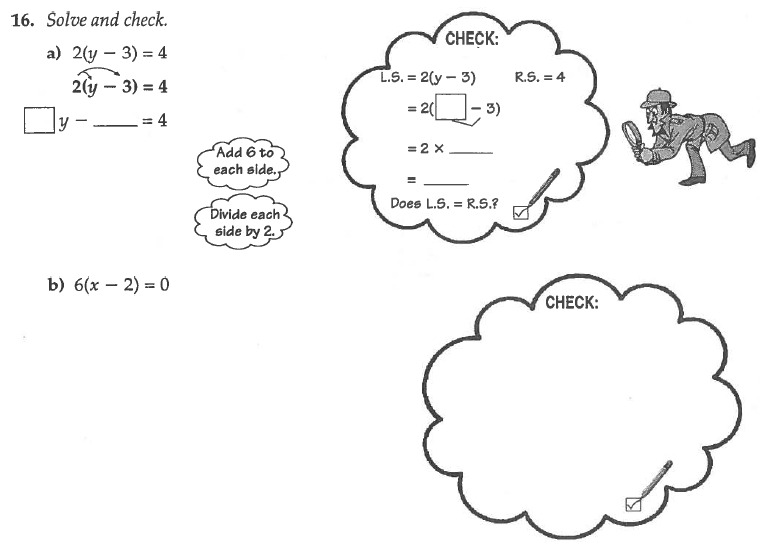 16. Solve and check.
a) 2(y − 3) = 4
2(y − 3) = 4
□ y − ____ = 4
Add 6 to
each side.
Divide each
side by 2.
CHECK:
L.S. = 2(y − 3) R.S. = 4
= 2(□ − 3)
= 2 × ____
= ____
Does L.S. = R.S.?
b) 6(x − 2) = 0
CHECK: